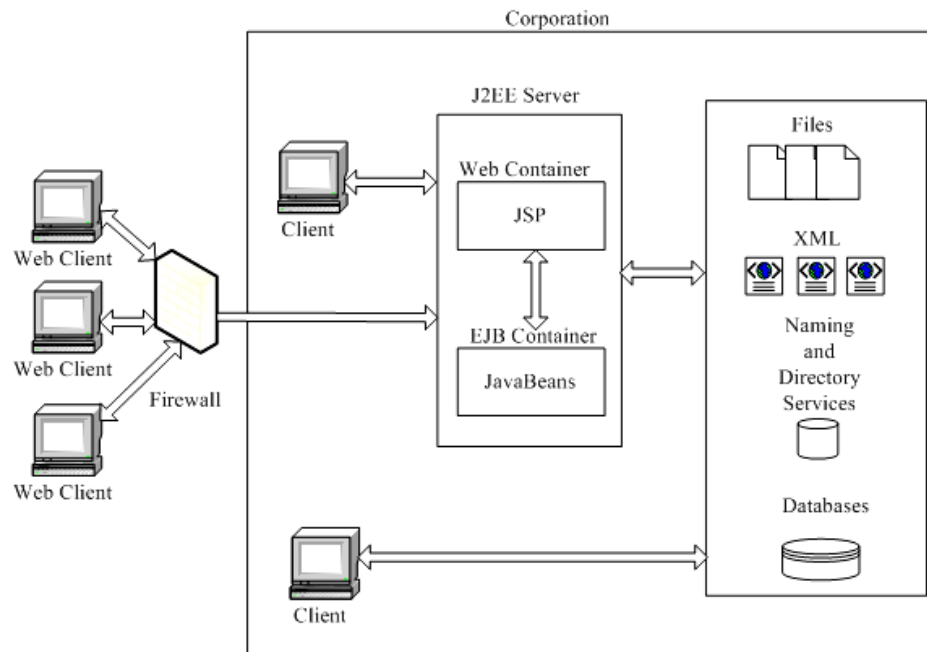 Corporation
J2EE Server
Files
Web Container
JSP
Client
Web Client
XML
Web Client
EJB Container
JavaBeans
Naming
and
Directory
Services
Firewall
Web Client
Databases
Client